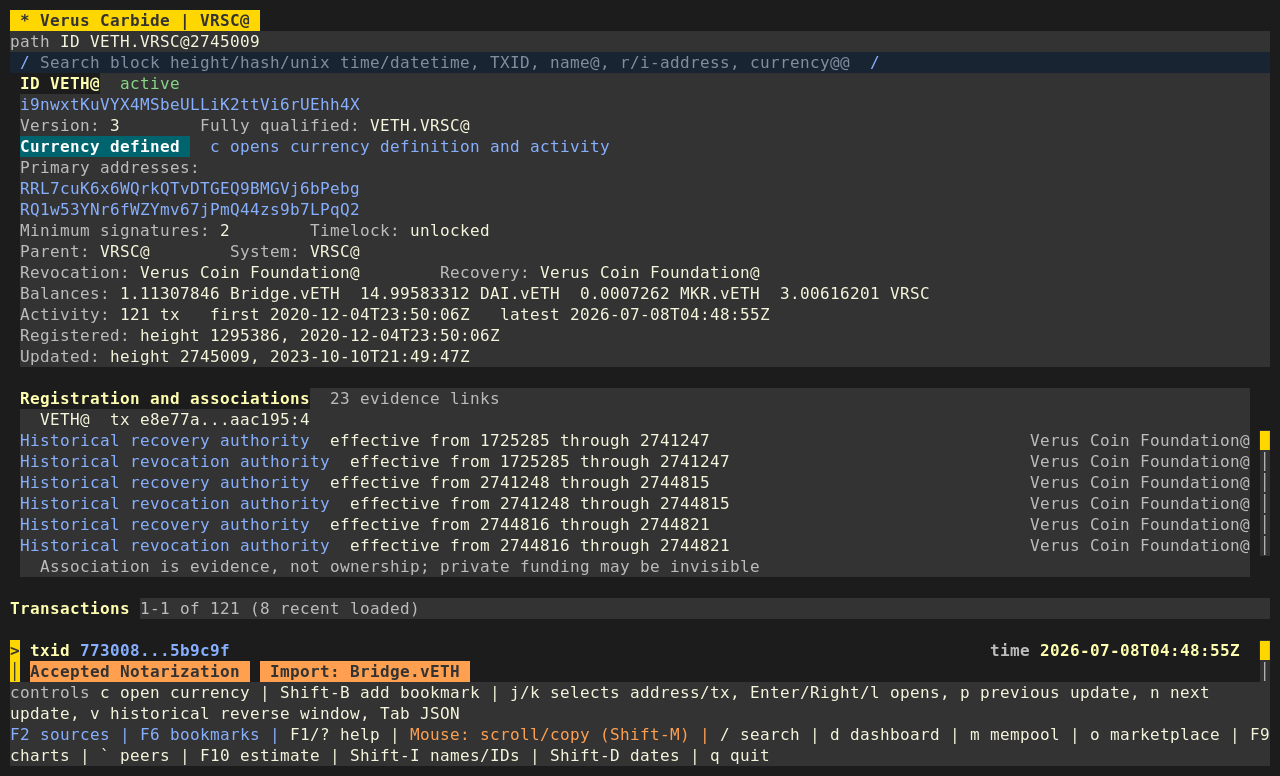 * Verus Carbide | VRSC@
path ID VETH.VRSC@2745009
/ Search block height/hash/unix time/datetime, TXID, name@, r/i-address, currency@@ /
ID VETH@ active
i9nwxtKuVYX4MSbeULLiK2ttVi6rUEhh4X
Version: 3 Fully qualified: VETH.VRSC@
Currency defined c opens currency definition and activity
Primary addresses:
RRL7cuK6x6WQrkQTvDTGEQ9BMGVj6bPebg
RQ1w53YNr6fWZYmv67jPmQ44zs9b7LPqQ2
Minimum signatures: 2 Timelock: unlocked
Parent: VRSC@ System: VRSC@
Revocation: Verus Coin Foundation@ Recovery: Verus Coin Foundation@
Balances: 1.11307846 Bridge.vETH 14.99583312 DAI.vETH 0.0007262 MKR.vETH 3.00616201 VRSC
Activity: 121 tx first 2020-12-04T23:50:06Z latest 2026-07-08T04:48:55Z
Registered: height 1295386, 2020-12-04T23:50:06Z
Updated: height 2745009, 2023-10-10T21:49:47Z
Registration and associations 23 evidence links
VETH@ tx e8e77a...aac195:4
Historical recovery authority effective from 1725285 through 2741247 Verus Coin Foundation@
Historical revocation authority effective from 1725285 through 2741247 Verus Coin Foundation@ |
Historical recovery authority effective from 2741248 through 2744815 Verus Coin Foundation@ |
Historical revocation authority effective from 2741248 through 2744815 Verus Coin Foundation@ |
Historical recovery authority effective from 2744816 through 2744821 Verus Coin Foundation@ |
Historical revocation authority effective from 2744816 through 2744821 Verus Coin Foundation@ |
Association is evidence, not ownership; private funding may be invisible
Transactions 1-1 of 121 (8 recent loaded)
> txid 773008...5b9c9f time 2026-07-08T04:48:55Z
| Accepted Notarization Import: Bridge.vETH |
controls c open currency | Shift-B add bookmark | j/k selects address/tx, Enter/Right/l opens, p previous update, n next
update, v historical reverse window, Tab JSON
F2 sources | F6 bookmarks | F1/? help | Mouse: scroll/copy (Shift-M) | / search | d dashboard | m mempool | o marketplace | F9
charts | ` peers | F10 estimate | Shift-I names/IDs | Shift-D dates | q quit